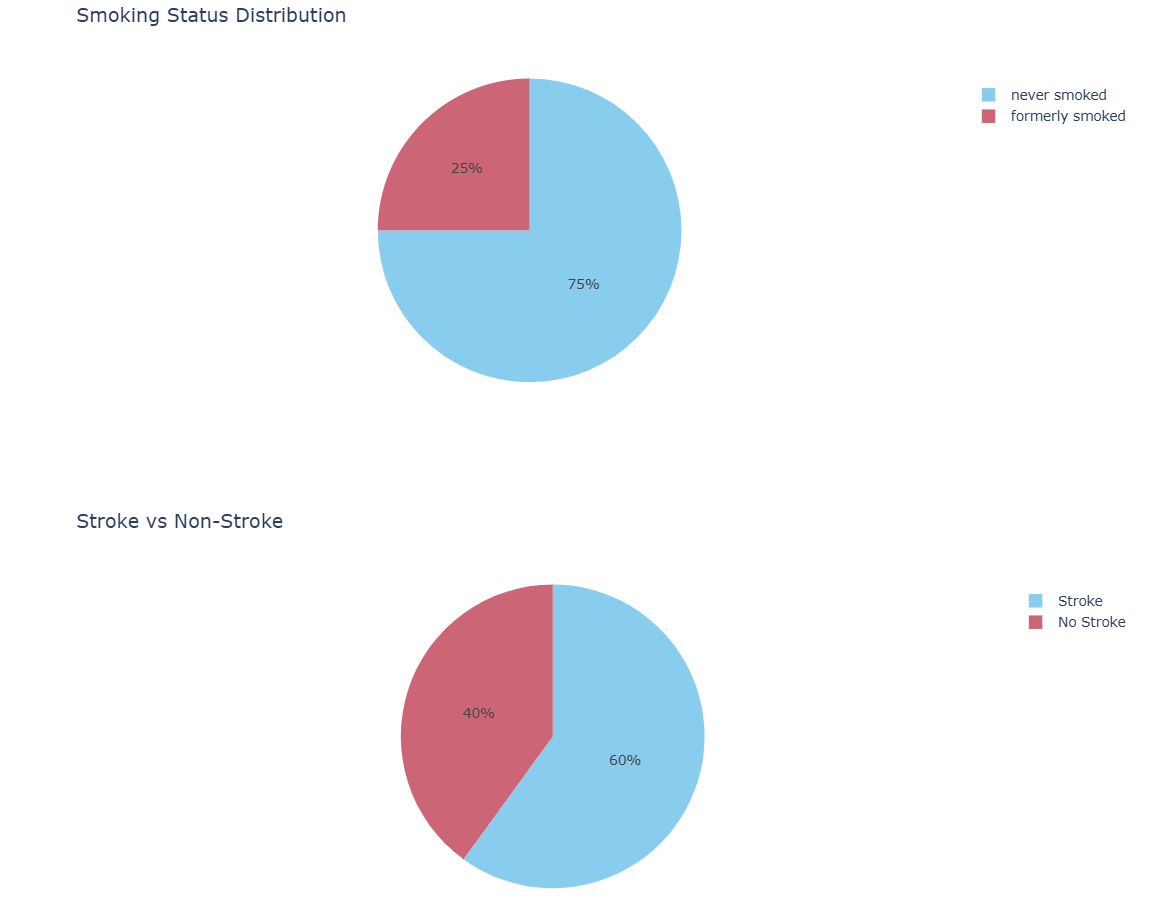 Smoking Status Distribution
never smoked
formerly smoked
25%
75%
Stroke vs Non-Stroke
Stroke
No Stroke
40%
60%